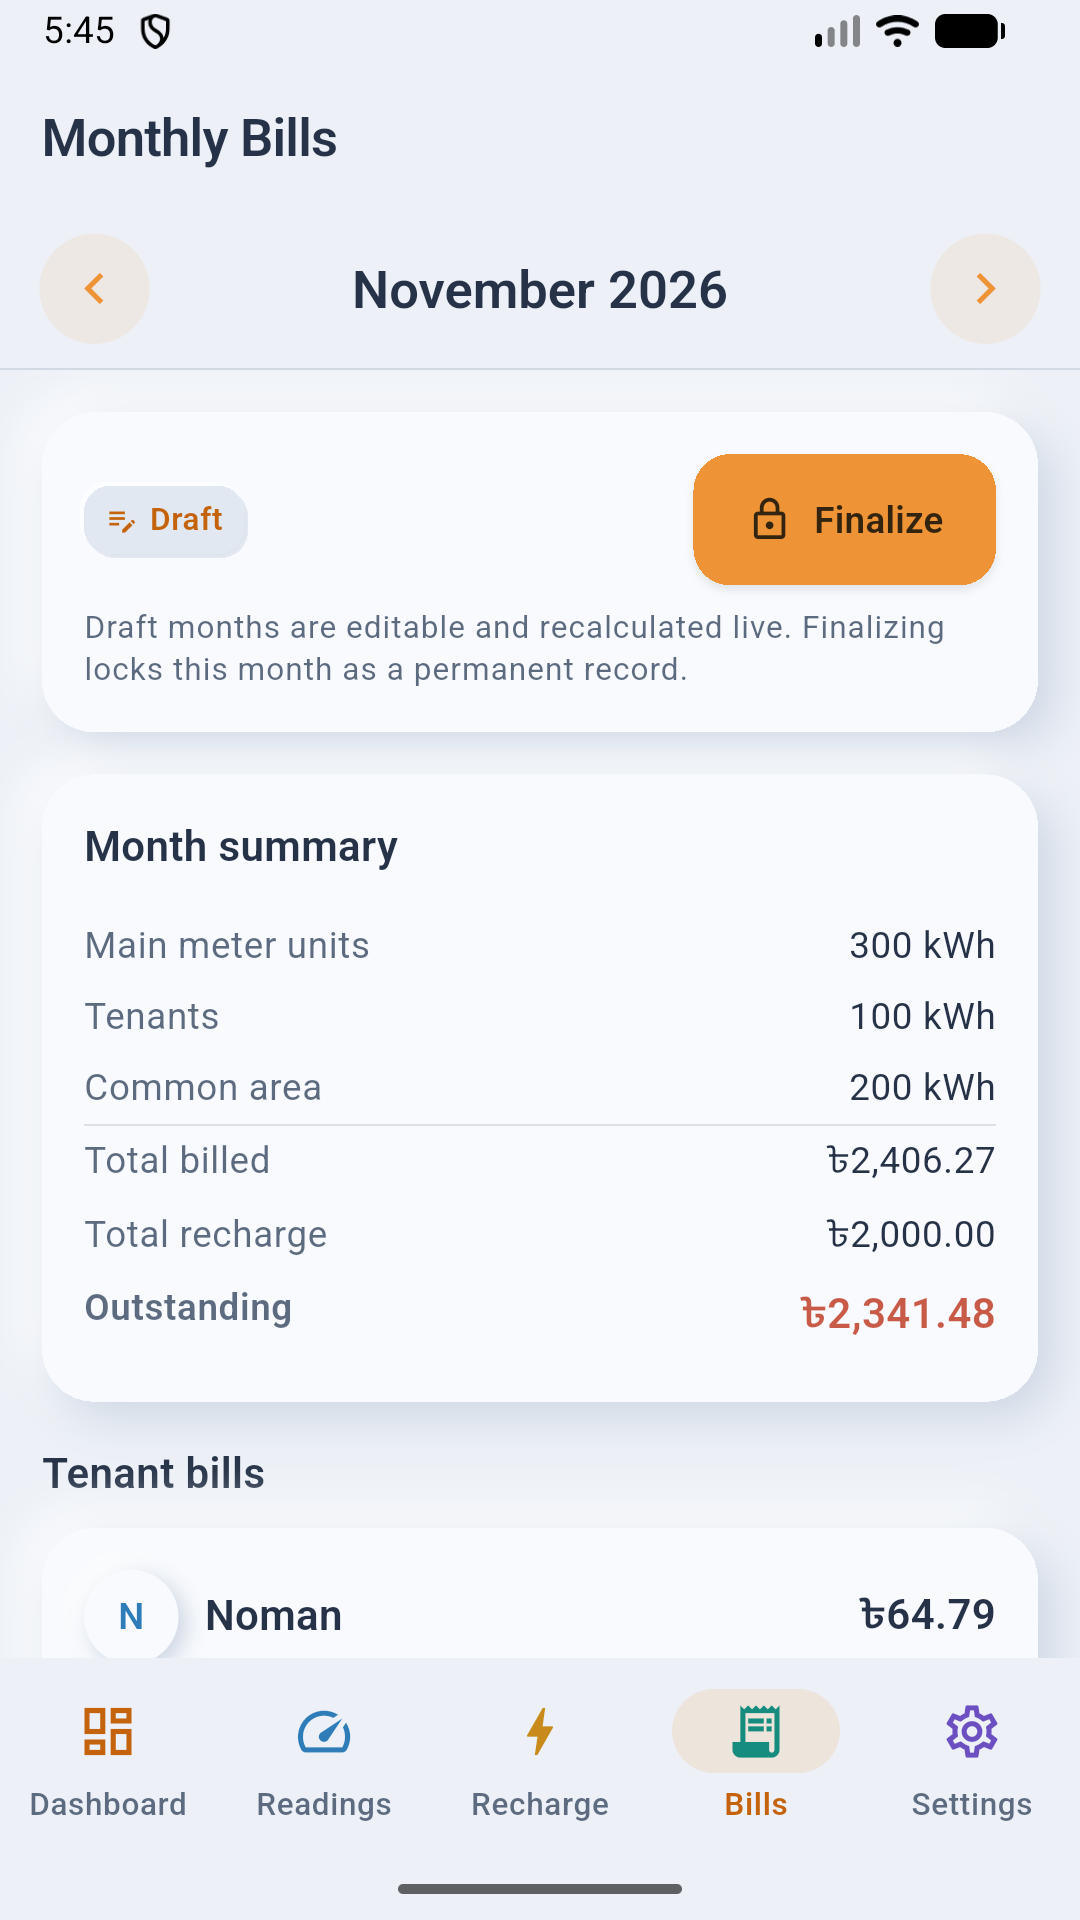 5:45
Monthly Bills
November 2026
Draft
Finalize
Draft months are editable and recalculated live. Finalizing
locks this month as a permanent record.
Month summary
Main meter units 300 kWh
Tenants 100 kWh
Common area 200 kWh
Total billed ৳2,406.27
Total recharge ৳2,000.00
Outstanding ৳2,341.48
Tenant bills
N Noman ৳64.79
Dashboard Readings Recharge Bills Settings